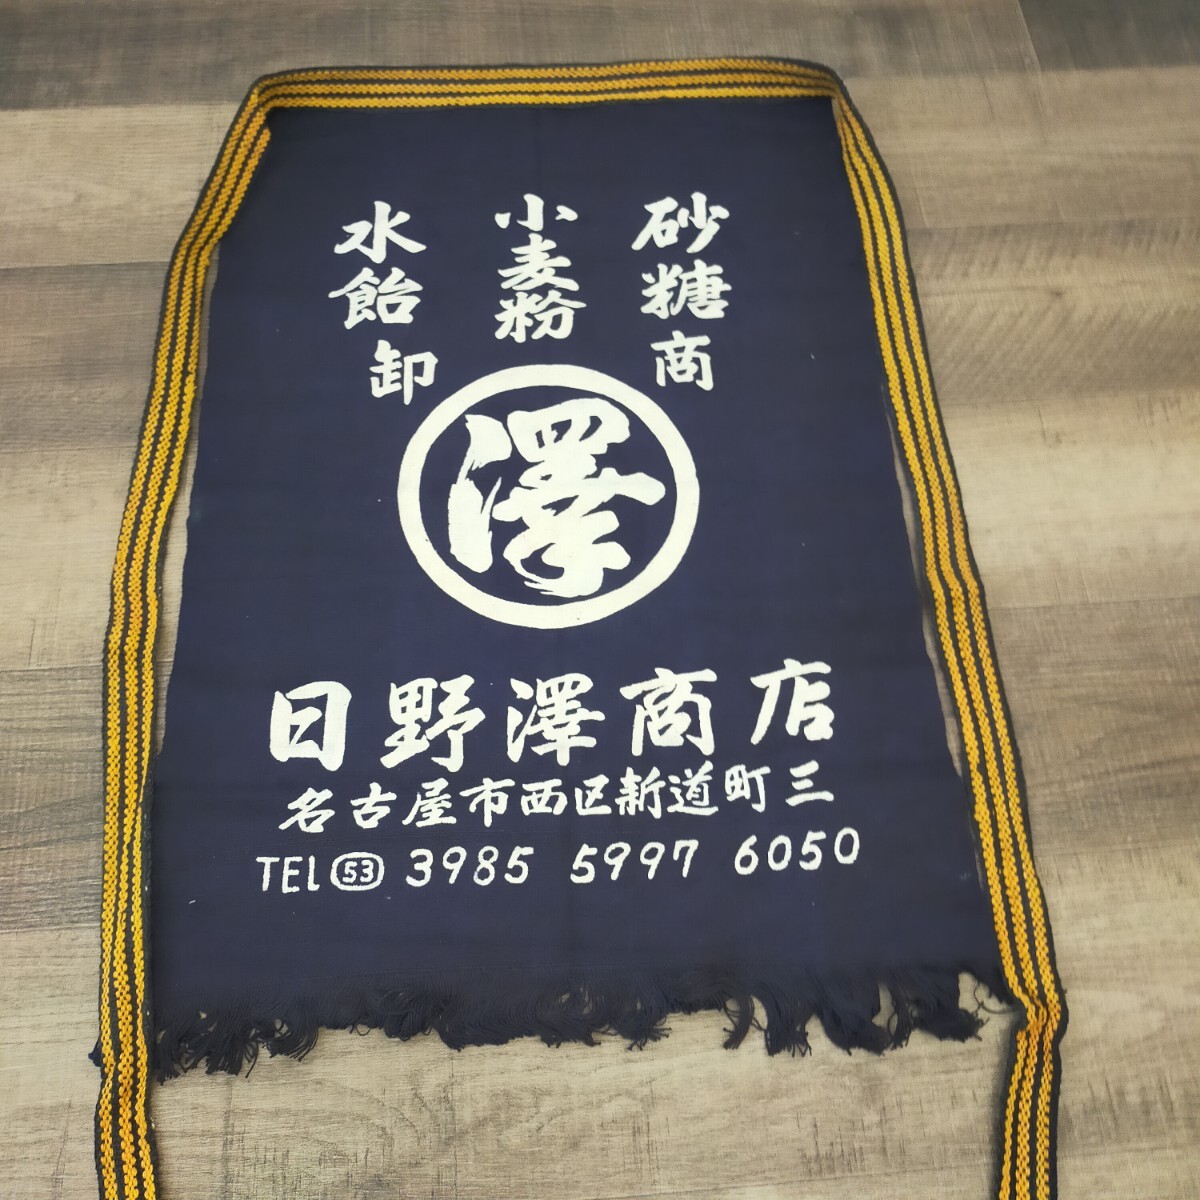 砂糖商
小麦粉
水飴卸
澤
日野澤商店
名古屋市西区新道町三
TEL 53 3985 5997 6050